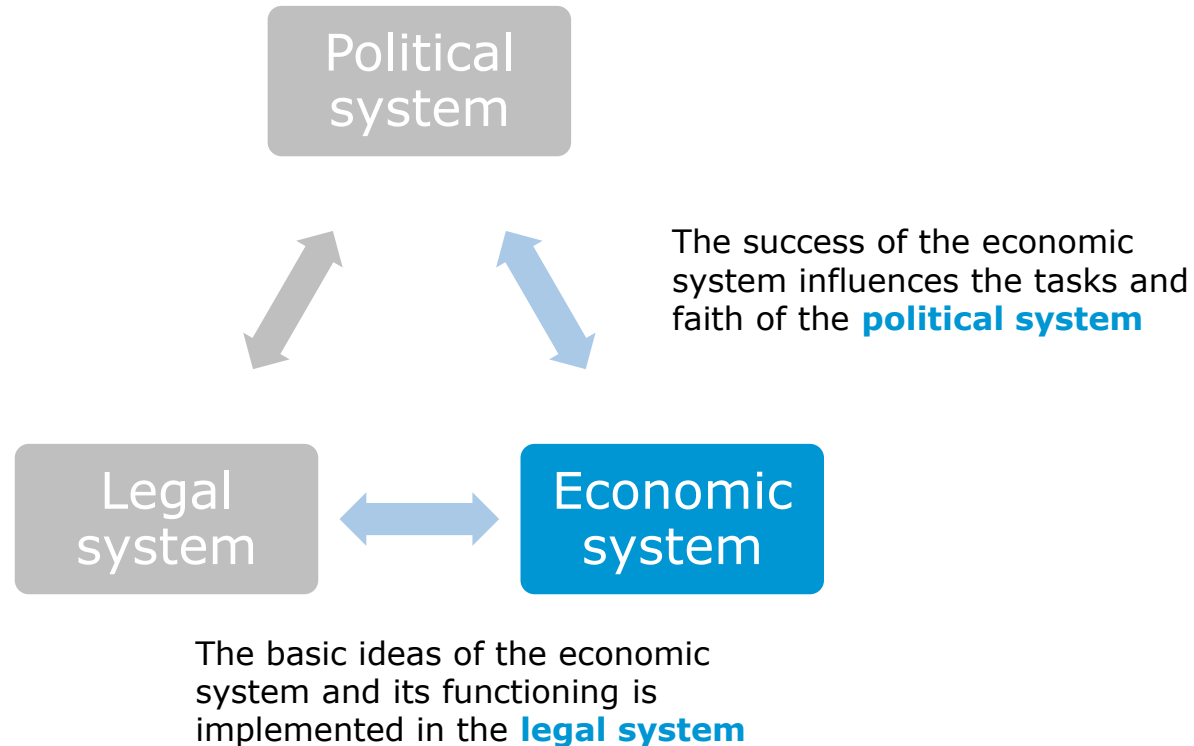 Political
system
The success of the economic
system influences the tasks and
faith of the political system
Legal
system
Economic
system
The basic ideas of the economic
system and its functioning is
implemented in the legal system